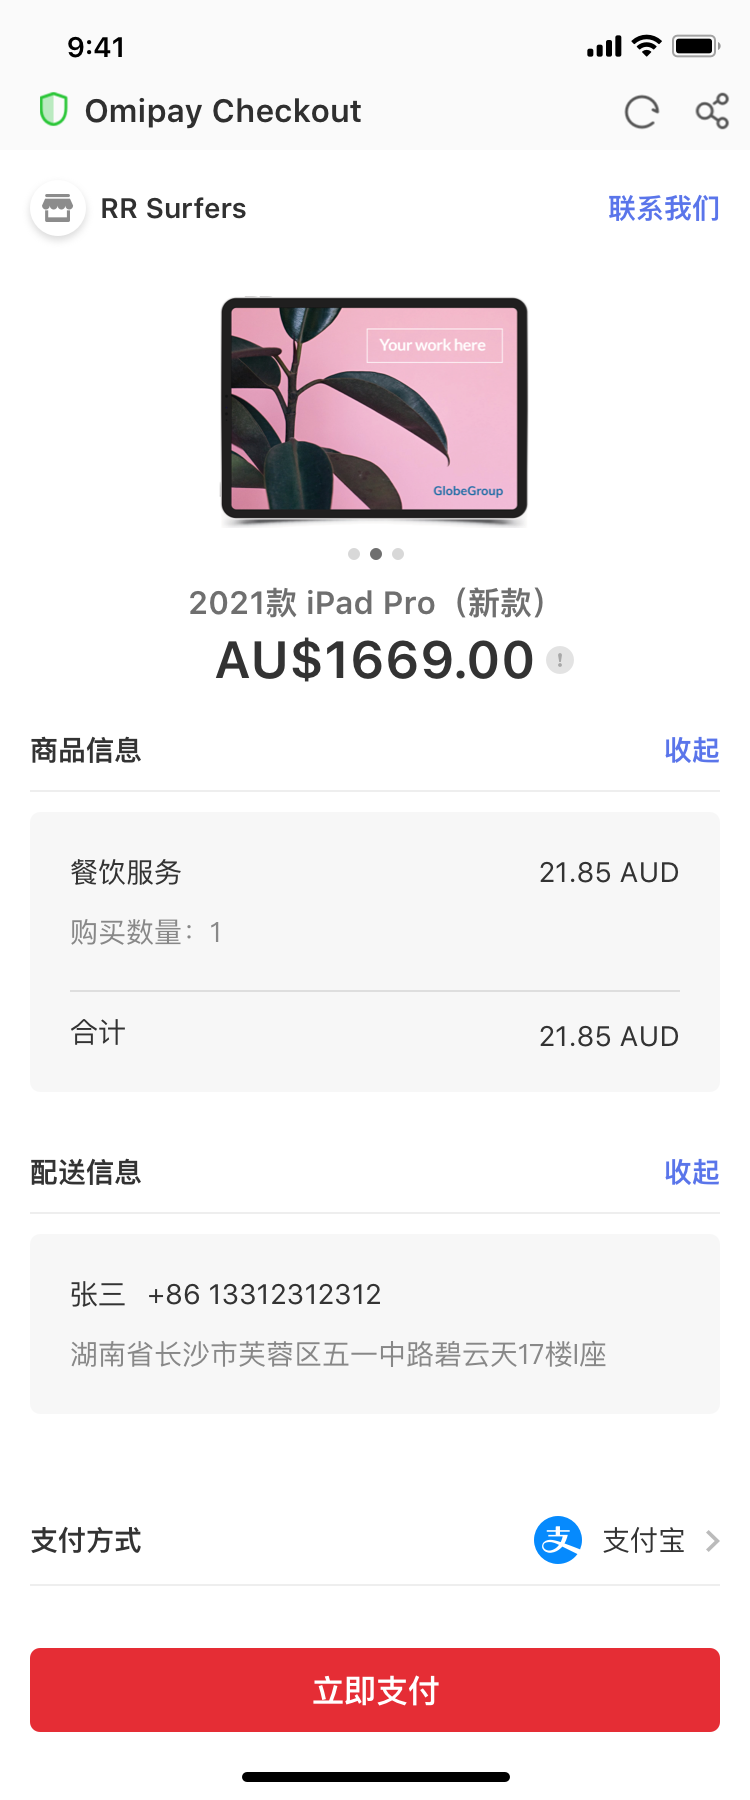 9:41
Omipay Checkout
RR Surfers
联系我们
Your work here
GlobeGroup
2021款 iPad Pro（新款）
AU$1669.00
商品信息
收起
餐饮服务
21.85 AUD
购买数量：1
合计
21.85 AUD
配送信息
收起
张三 +86 13312312312
湖南省长沙市芙蓉区五一中路碧云天17楼I座
支付方式
支 支付宝
立即支付